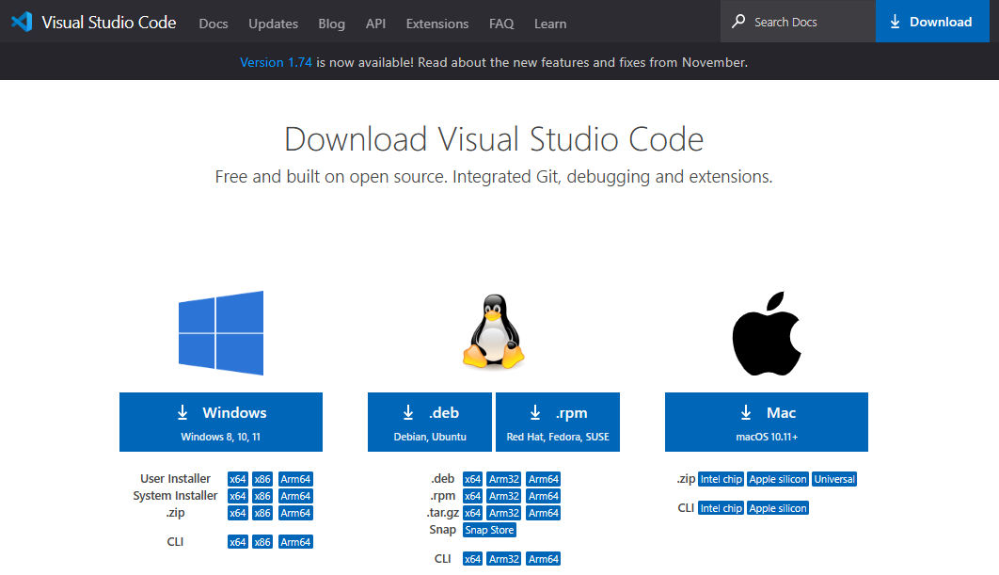 Visual Studio Code Docs Updates Blog API Extensions FAQ Learn Search Docs Download
Version 1.74 is now available! Read about the new features and fixes from November.
Download Visual Studio Code
Free and built on open source. Integrated Git, debugging and extensions.
Windows
Windows 8, 10, 11
User Installer x64 x86 Arm64
System Installer x64 x86 Arm64
.zip x64 x86 Arm64
CLI x64 x86 Arm64
.deb
Debian, Ubuntu
.rpm
Red Hat, Fedora, SUSE
.deb x64 Arm32 Arm64
.rpm x64 Arm32 Arm64
.tar.gz x64 Arm32 Arm64
Snap Snap Store
CLI x64 Arm32 Arm64
Mac
macOS 10.11+
.zip Intel chip Apple silicon Universal
CLI Intel chip Apple silicon